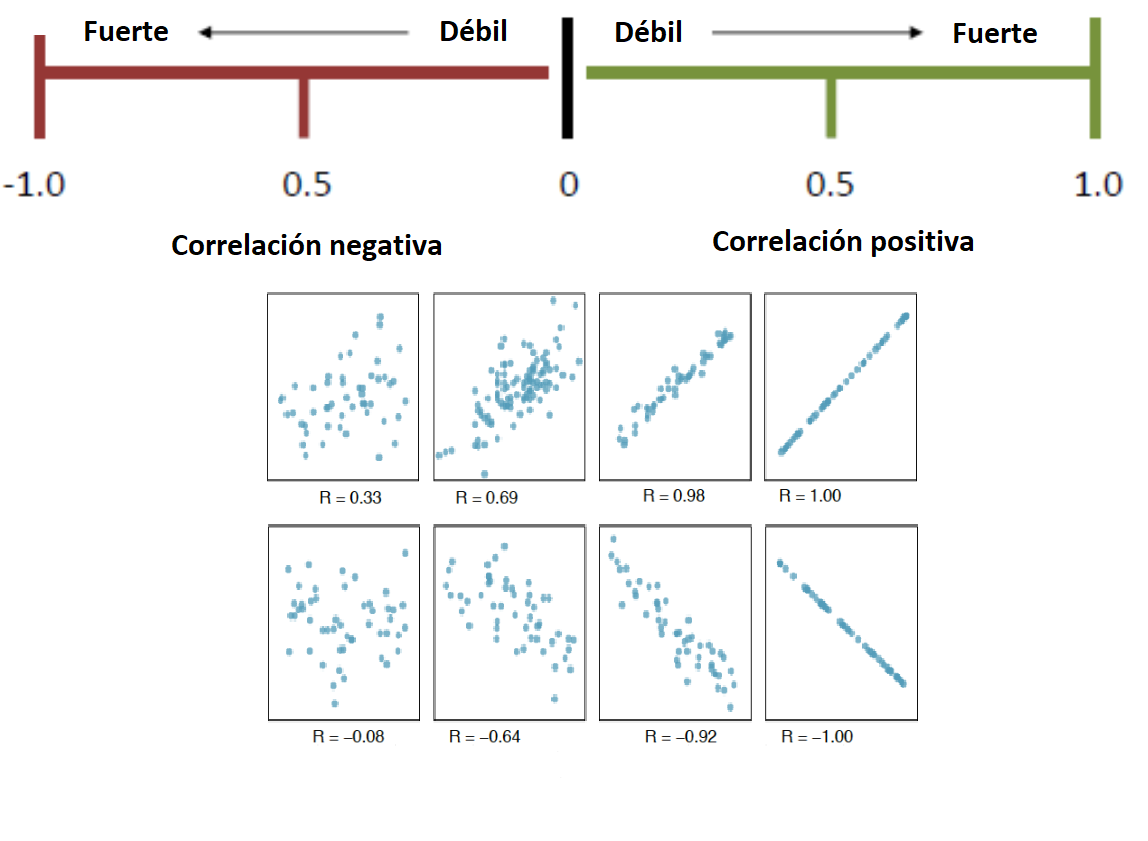 Fuerte Débil Débil Fuerte
-1.0 0.5 0 0.5 1.0
Correlación negativa Correlación positiva
R = 0.33 R = 0.69 R = 0.98 R = 1.00
R = −0.08 R = −0.64 R = −0.92 R = −1.00